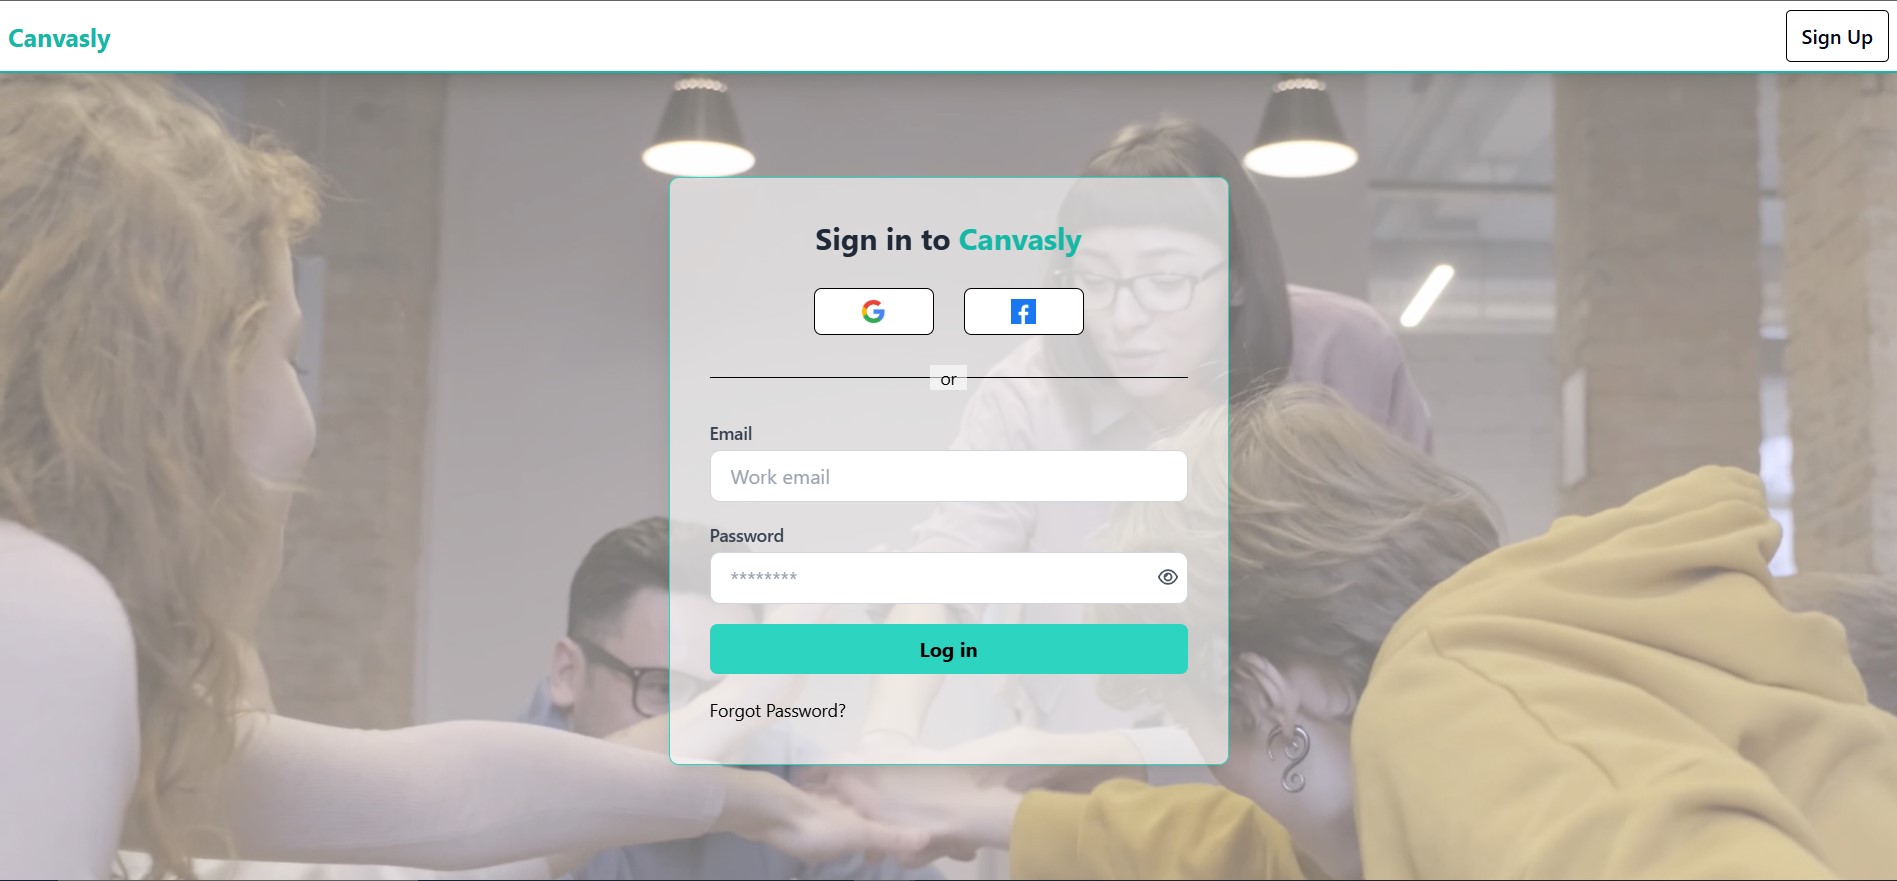 Canvasly
Sign Up
Sign in to Canvasly
or
Email
Work email
Password
********
Log in
Forgot Password?